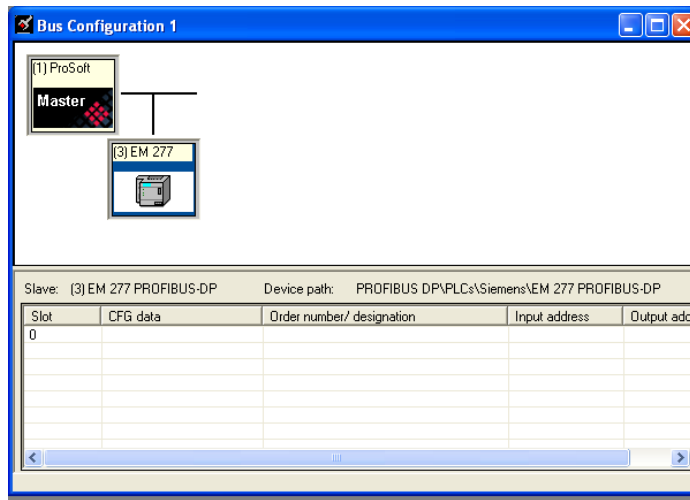 Bus Configuration 1
(1) ProSoft
Master
(3) EM 277
Slave: (3) EM 277 PROFIBUS-DP Device path: PROFIBUS DP\PLCs\Siemens\EM 277 PROFIBUS-DP
Slot CFG data Order number/ designation Input address Output add
0